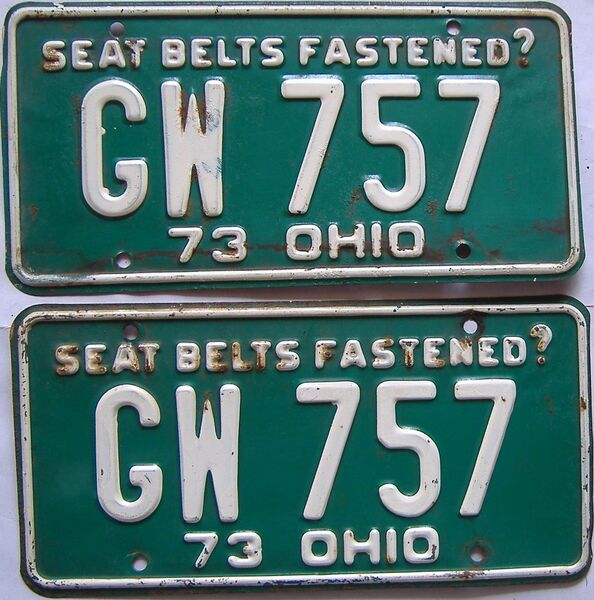 SEAT BELTS FASTENED?
GW 757
73 OHIO
SEAT BELTS FASTENED?
GW 757
73 OHIO